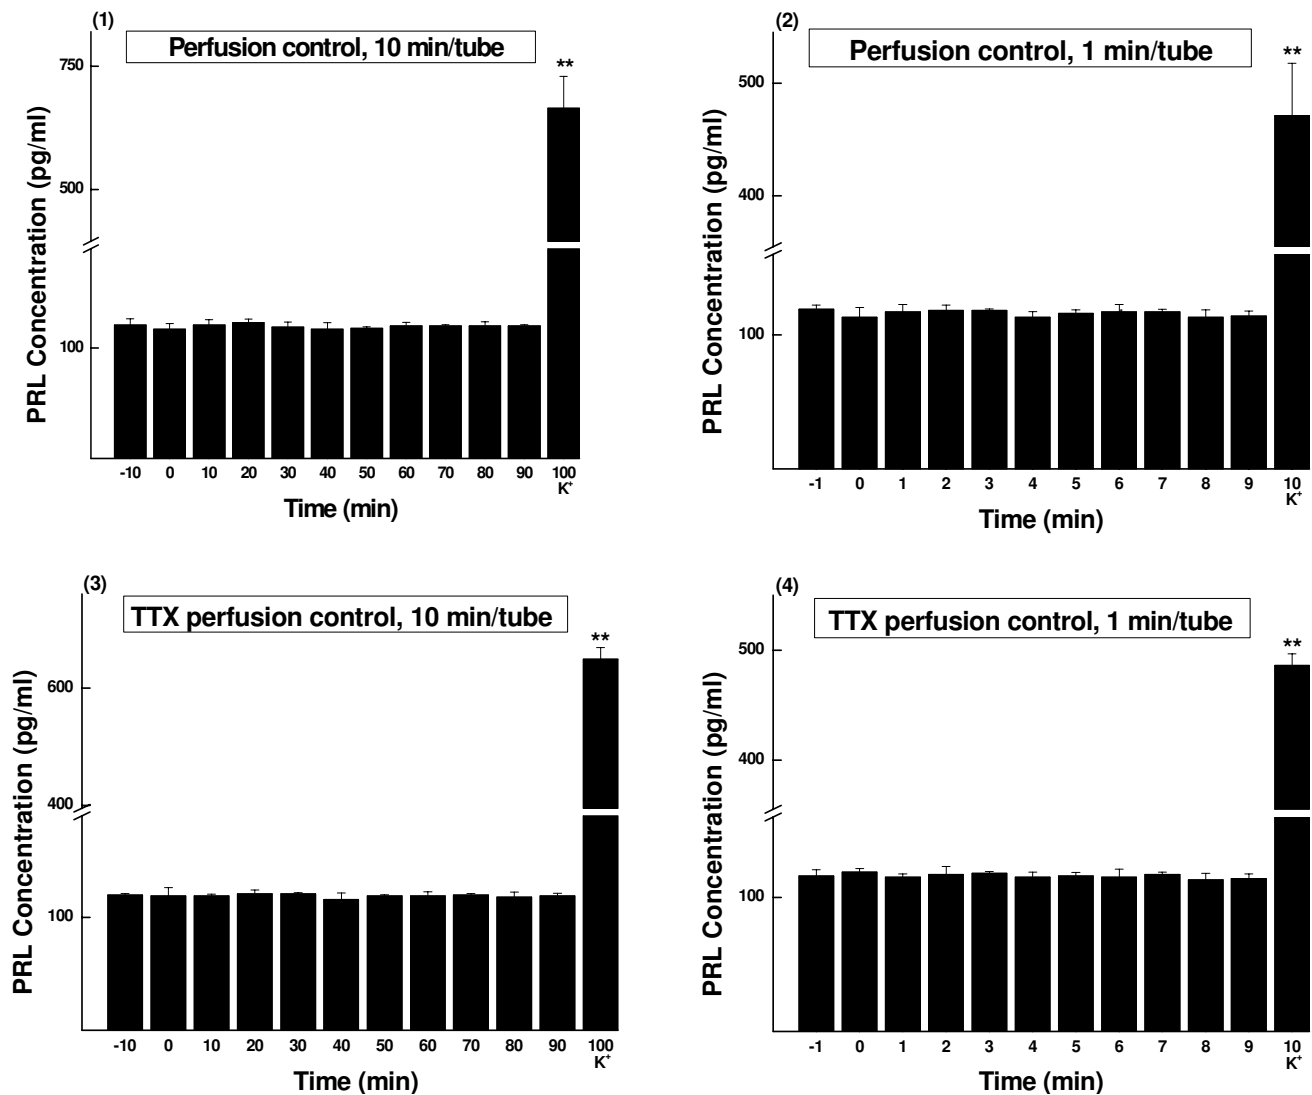 (1)
Perfusion control, 10 min/tube
PRL Concentration (pg/ml)
750
500
100
**
-10 0 10 20 30 40 50 60 70 80 90 100
K⁺
Time (min)
(2)
Perfusion control, 1 min/tube
PRL Concentration (pg/ml)
500
400
100
**
-1 0 1 2 3 4 5 6 7 8 9 10
K⁺
Time (min)
(3)
TTX perfusion control, 10 min/tube
PRL Concentration (pg/ml)
600
400
100
**
-10 0 10 20 30 40 50 60 70 80 90 100
K⁺
Time (min)
(4)
TTX perfusion control, 1 min/tube
PRL Concentration (pg/ml)
500
400
100
**
-1 0 1 2 3 4 5 6 7 8 9 10
K⁺
Time (min)